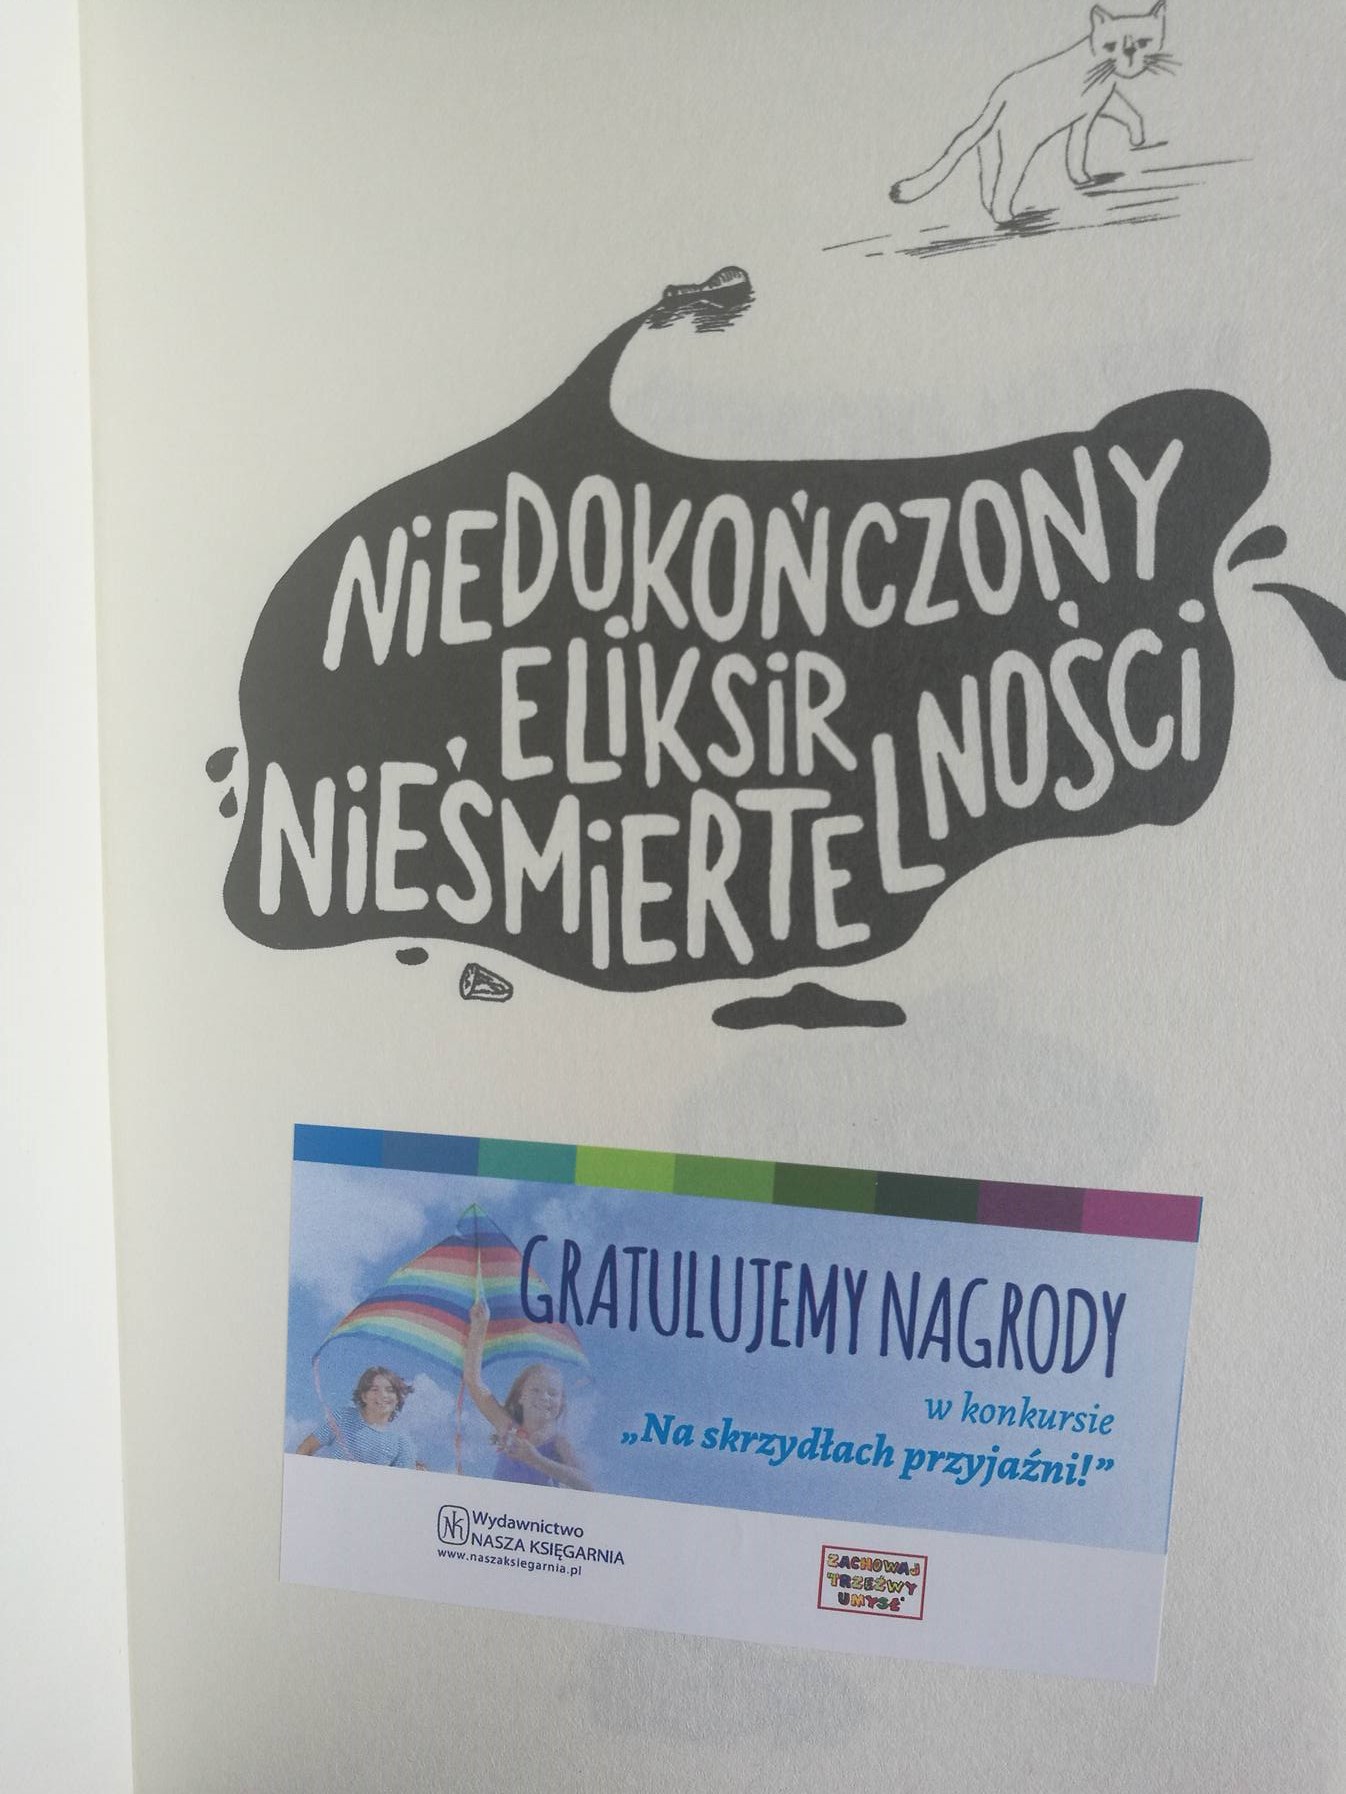 NIEDOKOŃCZONY
ELIKSIR
NIEŚMIERTELNOŚCI
GRATULUJEMY NAGRODY
w konkursie
„Na skrzydłach przyjaźni!”
Wydawnictwo
NASZA KSIĘGARNIA
www.naszaksiegarnia.pl
ZACHOWAJ
TRZEŹWY
UMYSŁ